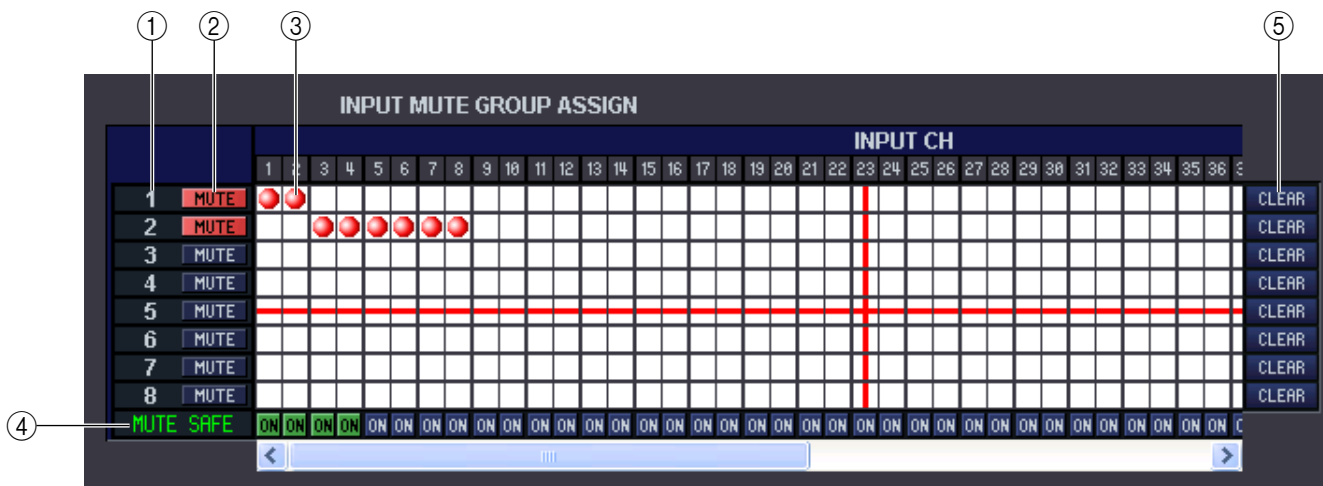 ① ② ③ ⑤
INPUT MUTE GROUP ASSIGN
INPUT CH
1 2 3 4 5 6 7 8 9 10 11 12 13 14 15 16 17 18 19 20 21 22 23 24 25 26 27 28 29 30 31 32 33 34 35 36
1 MUTE CLEAR
2 MUTE CLEAR
3 MUTE CLEAR
4 MUTE CLEAR
5 MUTE CLEAR
6 MUTE CLEAR
7 MUTE CLEAR
8 MUTE CLEAR
④ MUTE SAFE ON ON ON ON ON ON ON ON ON ON ON ON ON ON ON ON ON ON ON ON ON ON ON ON ON ON ON ON ON ON ON ON ON ON ON ON